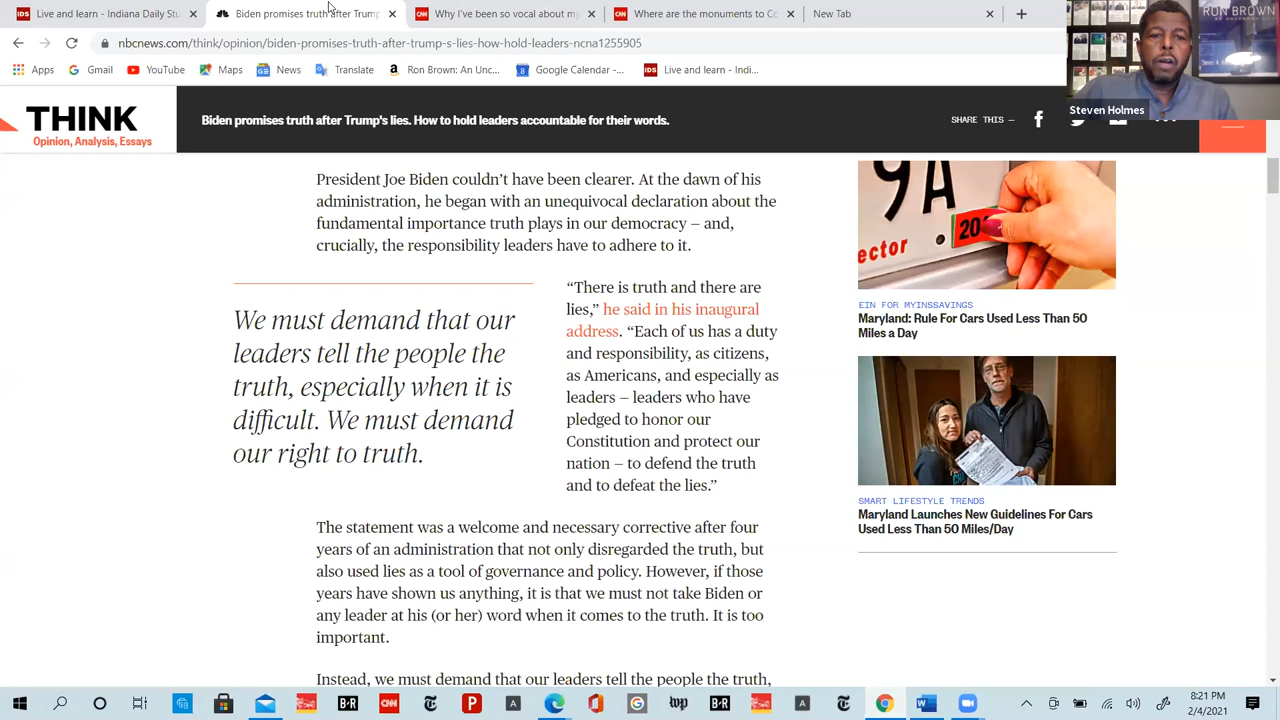 Live and learn - Indiana Daily St
Biden promises truth after Trump
I've been a socialist
Where are the monuments to Co
New Tab
nbcnews.com/think/opinion/biden-promises-truth-after-trump-s-lies-how-hold-leaders-ncna1255905
Apps
Gmail
YouTube
Maps
News
Translate
Ron Brown: An Unc...
Google Calendar -...
Live and learn - Indi...
RON BROWN
Steven Holmes
THINK
Opinion, Analysis, Essays
Biden promises truth after Trump's lies. How to hold leaders accountable for their words.
SHARE THIS —
President Joe Biden couldn't have been clearer. At the dawn of his
administration, he began with an unequivocal declaration about the
fundamental importance truth plays in our democracy — and,
crucially, the responsibility leaders have to adhere to it.
We must demand that our
leaders tell the people the
truth, especially when it is
difficult. We must demand
our right to truth.
“There is truth and there are
lies,” he said in his inaugural
address. “Each of us has a duty
and responsibility, as citizens,
as Americans, and especially as
leaders — leaders who have
pledged to honor our
Constitution and protect our
nation — to defend the truth
and to defeat the lies.”
The statement was a welcome and necessary corrective after four
years of an administration that not only disregarded the truth, but
also used lies as a tool of governance and policy. However, if those
years have shown us anything, it is that we must not take Biden or
any leader at his (or her) word when it comes to the truth. It is too
important.
Instead, we must demand that our leaders tell the people the truth,
9A
20
ector
EIN FOR MYINSSAVINGS
Maryland: Rule For Cars Used Less Than 50
Miles a Day
SMART LIFESTYLE TRENDS
Maryland Launches New Guidelines For Cars
Used Less Than 50 Miles/Day
8:21 PM
2/4/2021